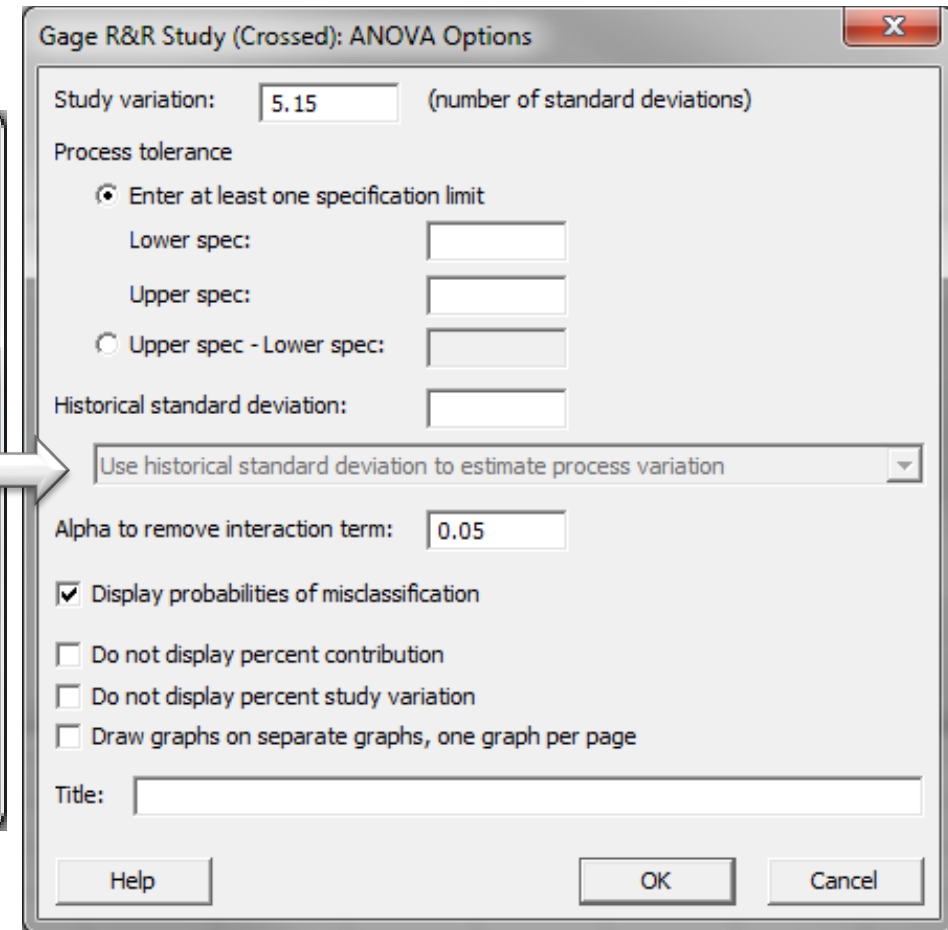 Gage R&R Study (Crossed): ANOVA Options
Study variation: 5.15 (number of standard deviations)
Process tolerance
Enter at least one specification limit
Lower spec:
Upper spec:
Upper spec - Lower spec:
Historical standard deviation:
Use historical standard deviation to estimate process variation
Alpha to remove interaction term: 0.05
Display probabilities of misclassification
Do not display percent contribution
Do not display percent study variation
Draw graphs on separate graphs, one graph per page
Title:
Help OK Cancel